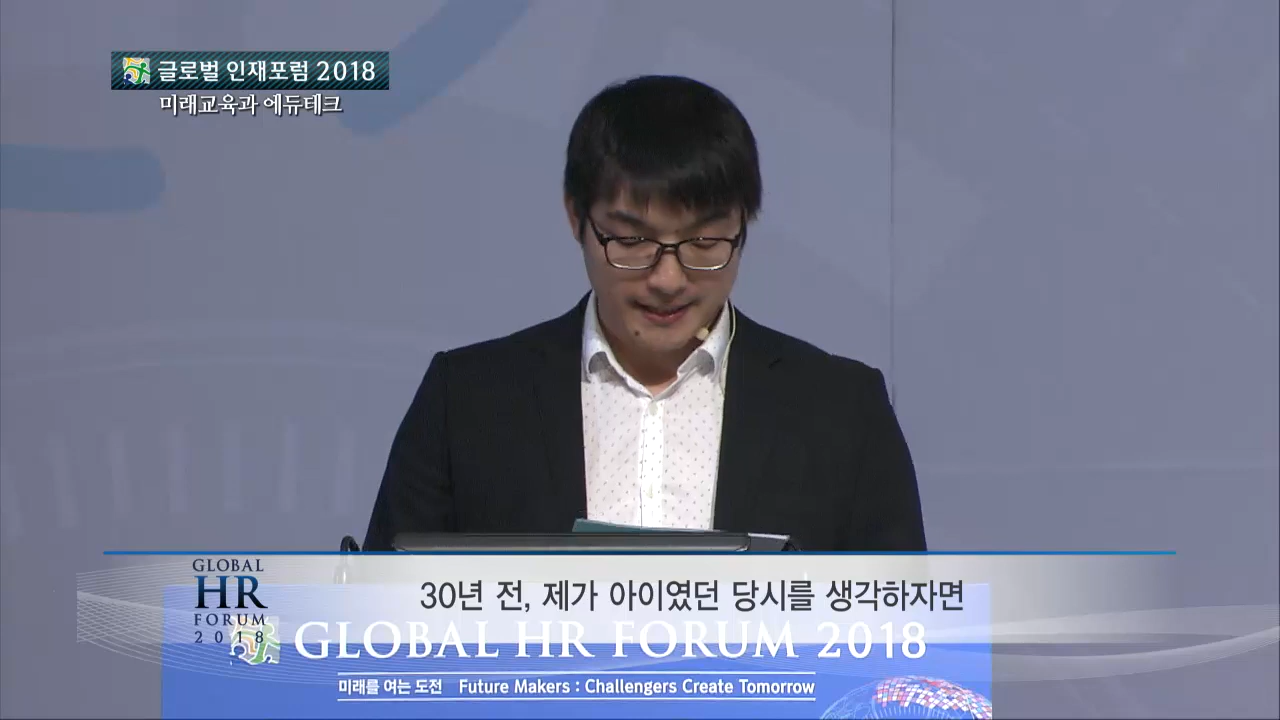 글로벌 인재포럼 2018
미래교육과 에듀테크
GLOBAL
HR
FORUM
2018
30년 전, 제가 아이였던 당시를 생각하자면
GLOBAL HR FORUM 2018
미래를 여는 도전 Future Makers : Challengers Create Tomorrow